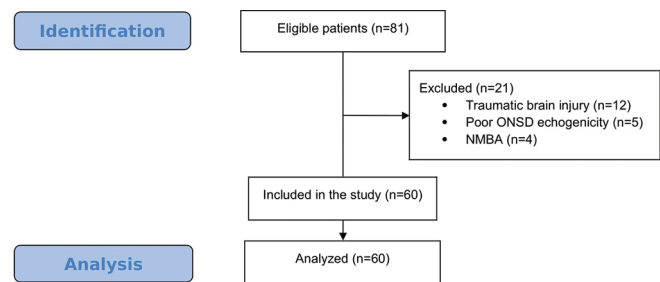 Identification
Eligible patients (n=81)
Excluded (n=21)
• Traumatic brain injury (n=12)
• Poor ONSD echogenicity (n=5)
• NMBA (n=4)
Included in the study (n=60)
Analysis
Analyzed (n=60)